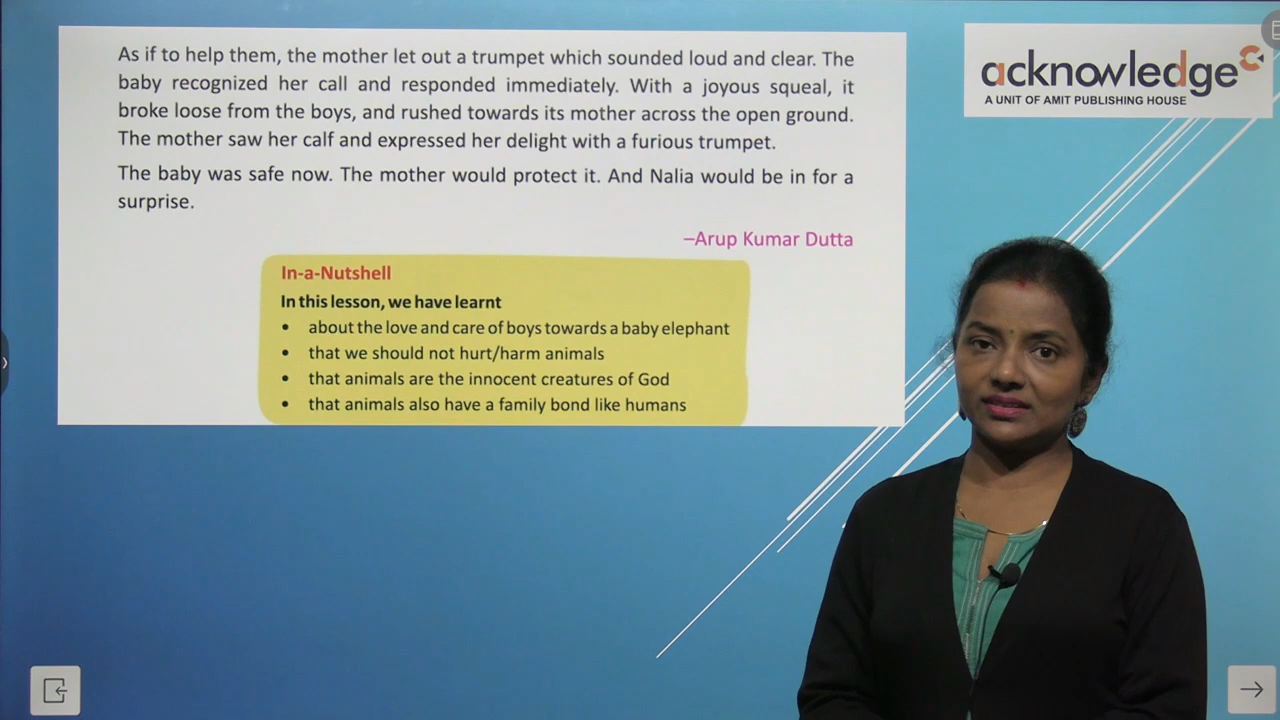 As if to help them, the mother let out a trumpet which sounded loud and clear. The
baby recognized her call and responded immediately. With a joyous squeal, it
broke loose from the boys, and rushed towards its mother across the open ground.
The mother saw her calf and expressed her delight with a furious trumpet.
The baby was safe now. The mother would protect it. And Nalia would be in for a
surprise.
–Arup Kumar Dutta
In-a-Nutshell
In this lesson, we have learnt
• about the love and care of boys towards a baby elephant
• that we should not hurt/harm animals
• that animals are the innocent creatures of God
• that animals also have a family bond like humans
acknowledge
A UNIT OF AMIT PUBLISHING HOUSE